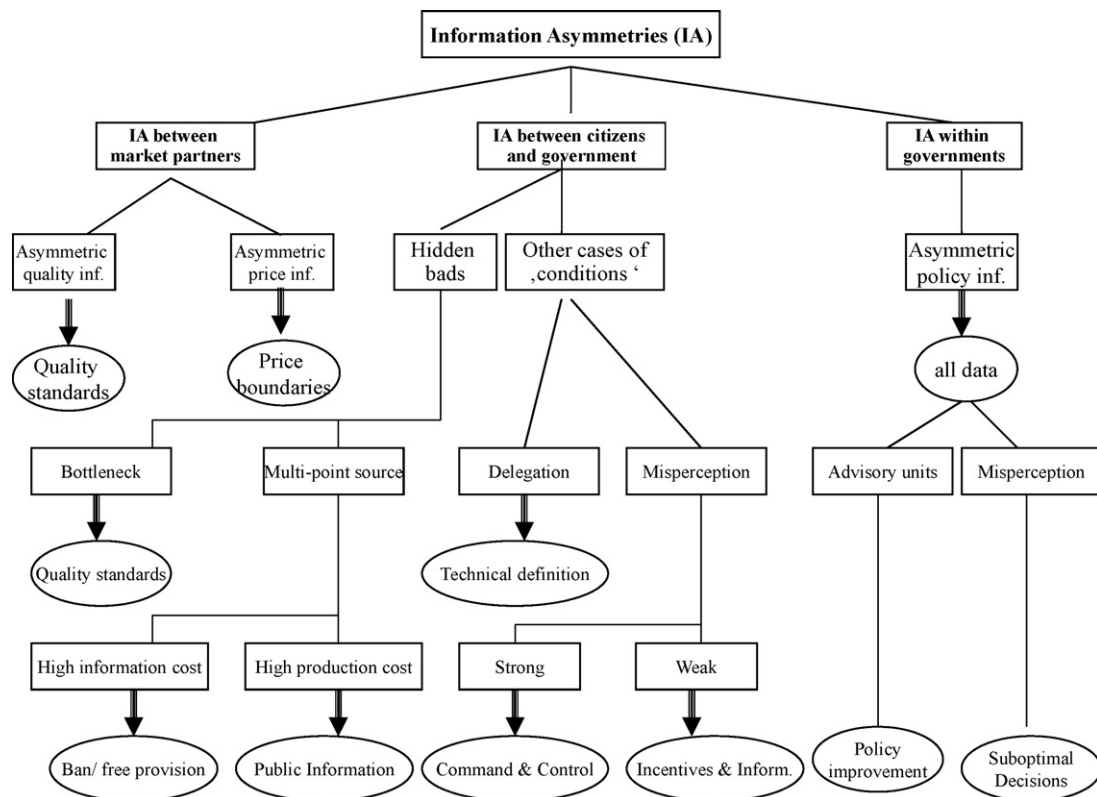 Information Asymmetries (IA)
IA between
market partners
IA between citizens
and government
IA within
governments
Asymmetric
quality inf.
Asymmetric
price inf.
Hidden
bads
Other cases of
‚conditions ‘
Asymmetric
policy inf.
Quality
standards
Price
boundaries
all data
Bottleneck
Multi-point source
Delegation
Misperception
Advisory units
Misperception
Quality standards
Technical definition
High information cost
High production cost
Strong
Weak
Ban/ free provision
Public Information
Command & Control
Incentives & Inform.
Policy
improvement
Suboptimal
Decisions